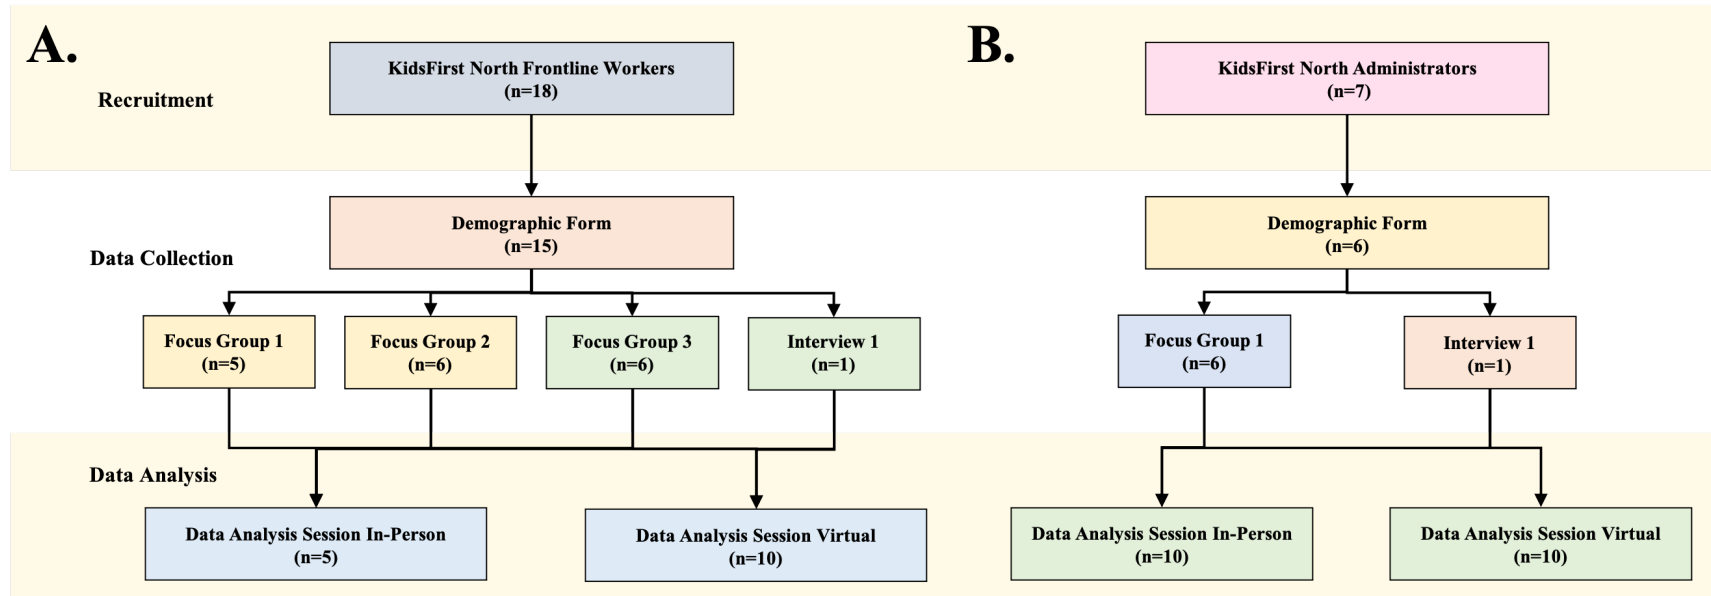 A.
Recruitment
KidsFirst North Frontline Workers
(n=18)
Data Collection
Demographic Form
(n=15)
Focus Group 1
(n=5)
Focus Group 2
(n=6)
Focus Group 3
(n=6)
Interview 1
(n=1)
Data Analysis
Data Analysis Session In-Person
(n=5)
Data Analysis Session Virtual
(n=10)
B.
KidsFirst North Administrators
(n=7)
Demographic Form
(n=6)
Focus Group 1
(n=6)
Interview 1
(n=1)
Data Analysis Session In-Person
(n=10)
Data Analysis Session Virtual
(n=10)